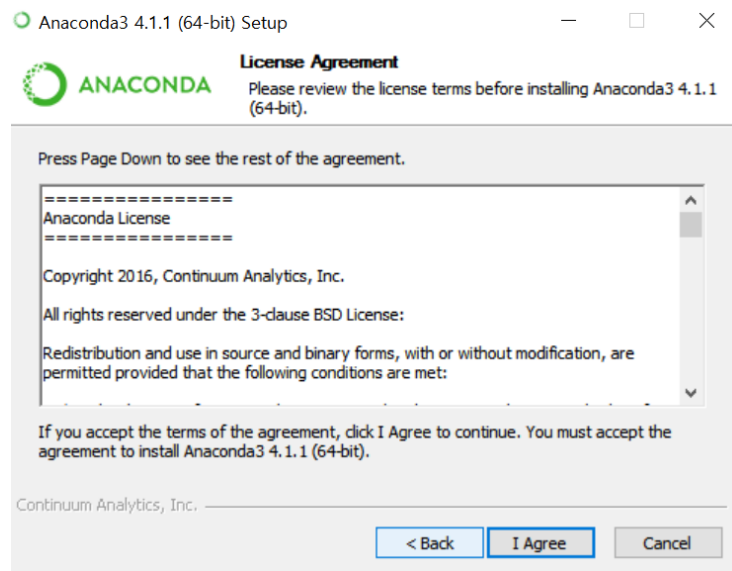 Anaconda3 4.1.1 (64-bit) Setup
ANACONDA
License Agreement
Please review the license terms before installing Anaconda3 4.1.1
(64-bit).
Press Page Down to see the rest of the agreement.
================
Anaconda License
================
Copyright 2016, Continuum Analytics, Inc.
All rights reserved under the 3-clause BSD License:
Redistribution and use in source and binary forms, with or without modification, are
permitted provided that the following conditions are met:
If you accept the terms of the agreement, click I Agree to continue. You must accept the
agreement to install Anaconda3 4.1.1 (64-bit).
Continuum Analytics, Inc.
< Back
I Agree
Cancel